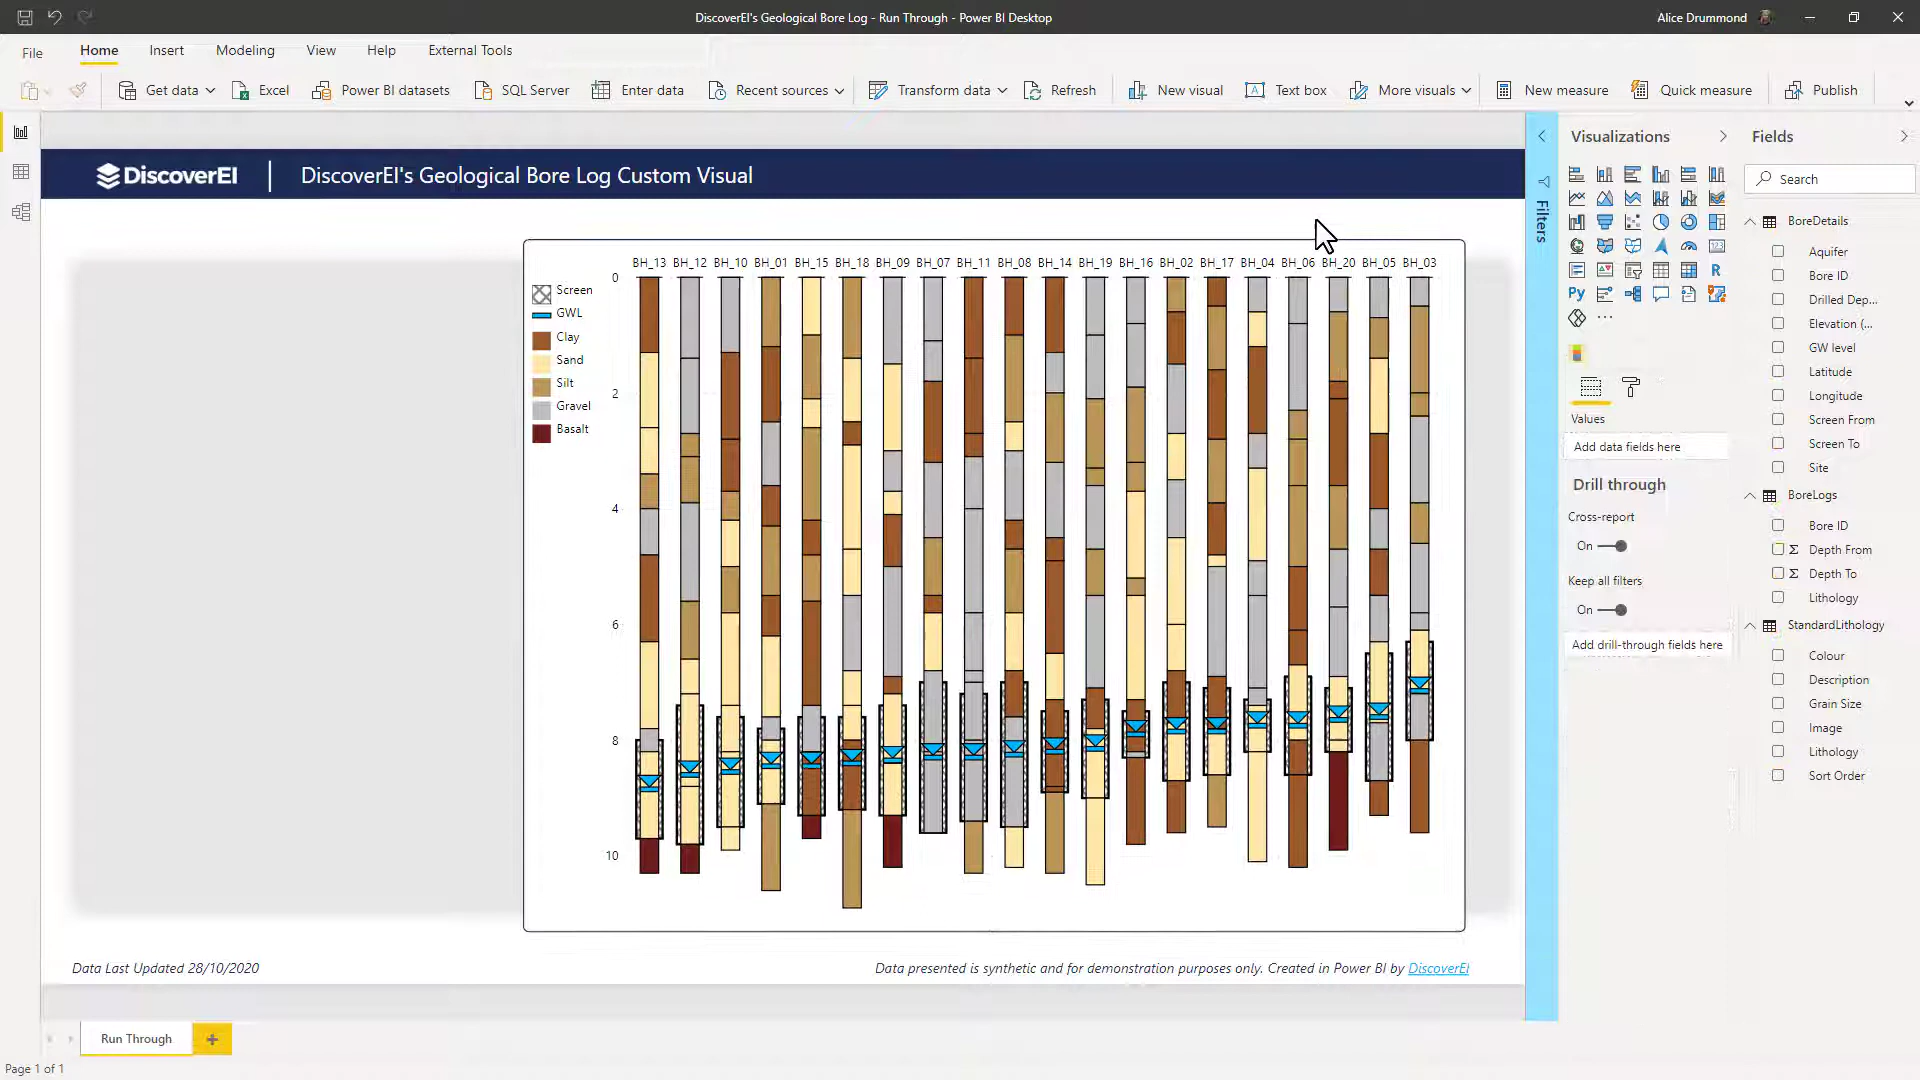 DiscoverEI's Geological Bore Log - Run Through - Power BI Desktop
Alice Drummond
File
Home
Insert
Modeling
View
Help
External Tools
Get data
Excel
Power BI datasets
SQL Server
Enter data
Recent sources
Transform data
Refresh
New visual
Text box
More visuals
New measure
Quick measure
Publish
DiscoverEI
DiscoverEI's Geological Bore Log Custom Visual
BH_13 BH_12 BH_10 BH_01 BH_15 BH_18 BH_09 BH_07 BH_11 BH_08 BH_14 BH_19 BH_16 BH_02 BH_17 BH_04 BH_06 BH_20 BH_05 BH_03
Screen
GWL
Clay
Sand
Silt
Gravel
Basalt
0
2
4
6
8
10
Data Last Updated 28/10/2020
Data presented is synthetic and for demonstration purposes only. Created in Power BI by DiscoverEI
Filters
Visualizations
123
R
Py
Values
Add data fields here
Drill through
Cross-report
On
Keep all filters
On
Add drill-through fields here
Fields
Search
BoreDetails
Aquifer
Bore ID
Drilled Dep...
Elevation (...
GW level
Latitude
Longitude
Screen From
Screen To
Site
BoreLogs
Bore ID
Σ Depth From
Σ Depth To
Lithology
StandardLithology
Colour
Description
Grain Size
Image
Lithology
Sort Order
Run Through
Page 1 of 1